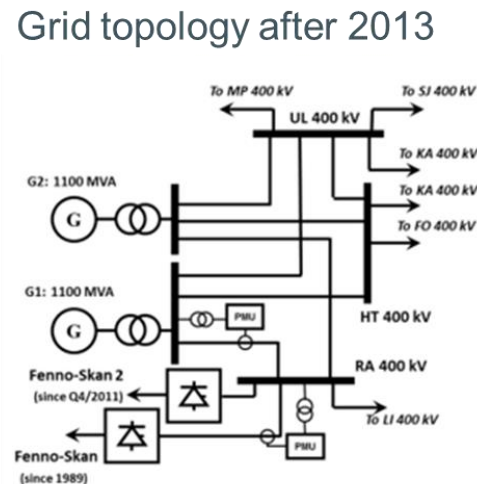 Grid topology after 2013
To MP 400 kV
To SJ 400 kV
UL 400 kV
To KA 400 kV
G2: 1100 MVA
To KA 400 kV
G
To FO 400 kV
G1: 1100 MVA
PMU
HT 400 kV
G
RA 400 kV
Fenno-Skan 2
(since Q4/2011)
To LI 400 kV
PMU
Fenno-Skan
(since 1989)